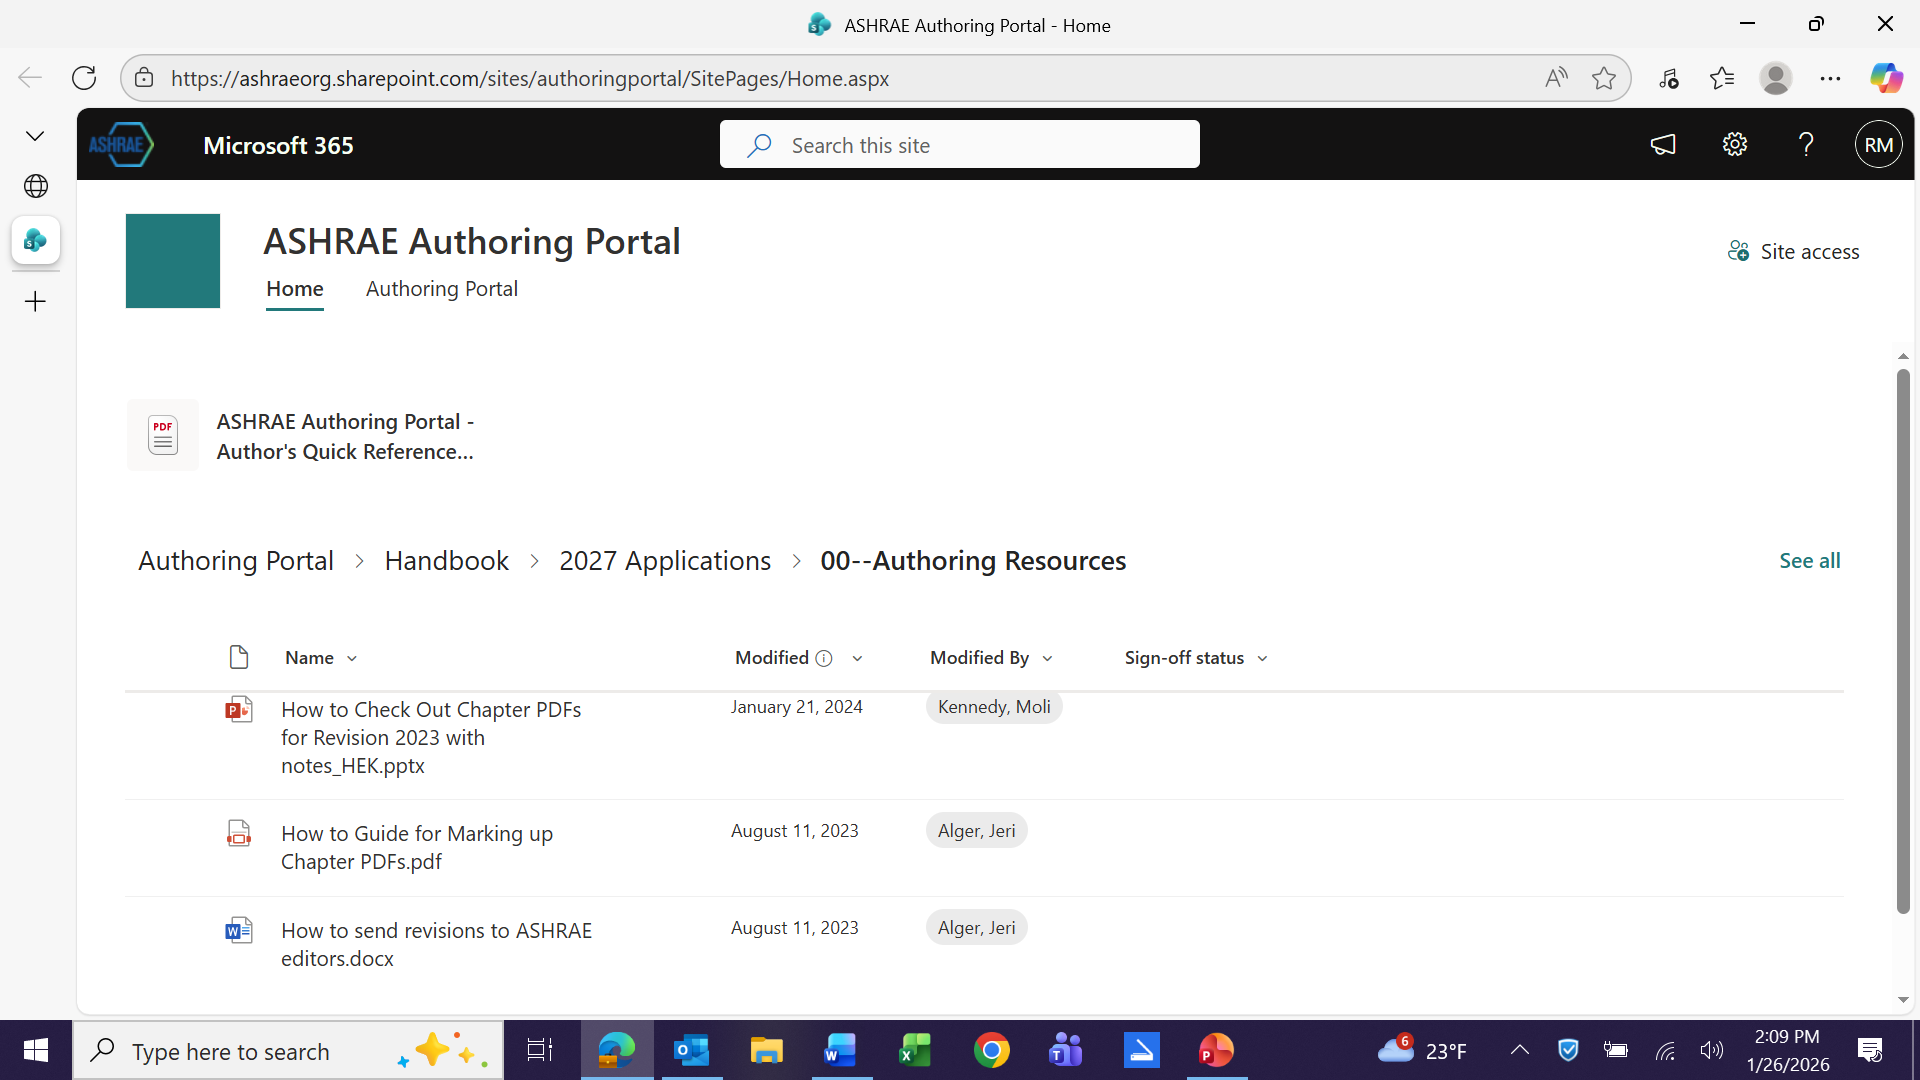 ASHRAE Authoring Portal - Home
https://ashraeorg.sharepoint.com/sites/authoringportal/SitePages/Home.aspx
ASHRAE
Microsoft 365
Search this site
RM
ASHRAE Authoring Portal
Site access
Home
Authoring Portal
PDF
ASHRAE Authoring Portal -
Author's Quick Reference...
Authoring Portal > Handbook > 2027 Applications > 00--Authoring Resources
See all
Name
Modified
Modified By
Sign-off status
How to Check Out Chapter PDFs
for Revision 2023 with
notes_HEK.pptx
January 21, 2024
Kennedy, Moli
How to Guide for Marking up
Chapter PDFs.pdf
August 11, 2023
Alger, Jeri
How to send revisions to ASHRAE
editors.docx
August 11, 2023
Alger, Jeri
Type here to search
6
23°F
2:09 PM
1/26/2026